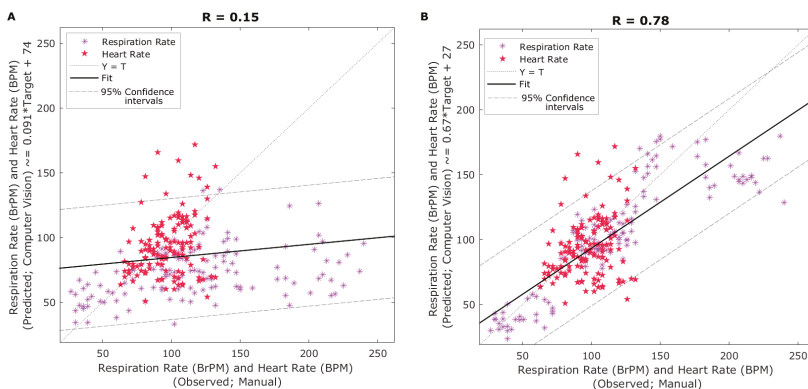 A
R = 0.15
Respiration Rate (BrPM) and Heart Rate (BPM)
(Predicted; Computer Vision) ~= 0.091*Target + 74
250
200
150
100
50
Respiration Rate
Heart Rate
Y = T
Fit
95% Confidence
intervals
50 100 150 200 250
Respiration Rate (BrPM) and Heart Rate (BPM)
(Observed; Manual)
B
R = 0.78
Respiration Rate (BrPM) and Heart Rate (BPM)
(Predicted; Computer Vision) ~= 0.67*Target + 27
250
200
150
100
50
Respiration Rate
Heart Rate
Y = T
Fit
95% Confidence
intervals
50 100 150 200 250
Respiration Rate (BrPM) and Heart Rate (BPM)
(Observed; Manual)